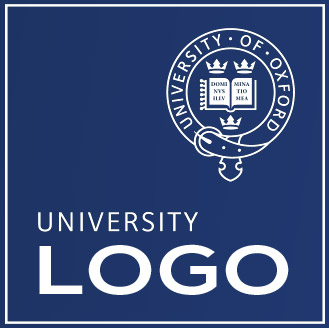 UNIVERSITY · OF · OXFORD
DOMI MINA
NVS TIO
ILLV MEA
UNIVERSITY
LOGO